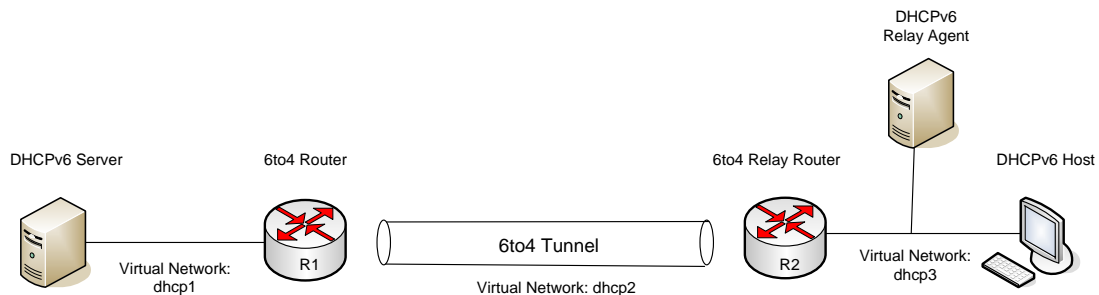 DHCPv6
Relay Agent
DHCPv6 Server
6to4 Router
6to4 Relay Router
DHCPv6 Host
6to4 Tunnel
R1
R2
Virtual Network:
dhcp1
Virtual Network: dhcp2
Virtual Network:
dhcp3